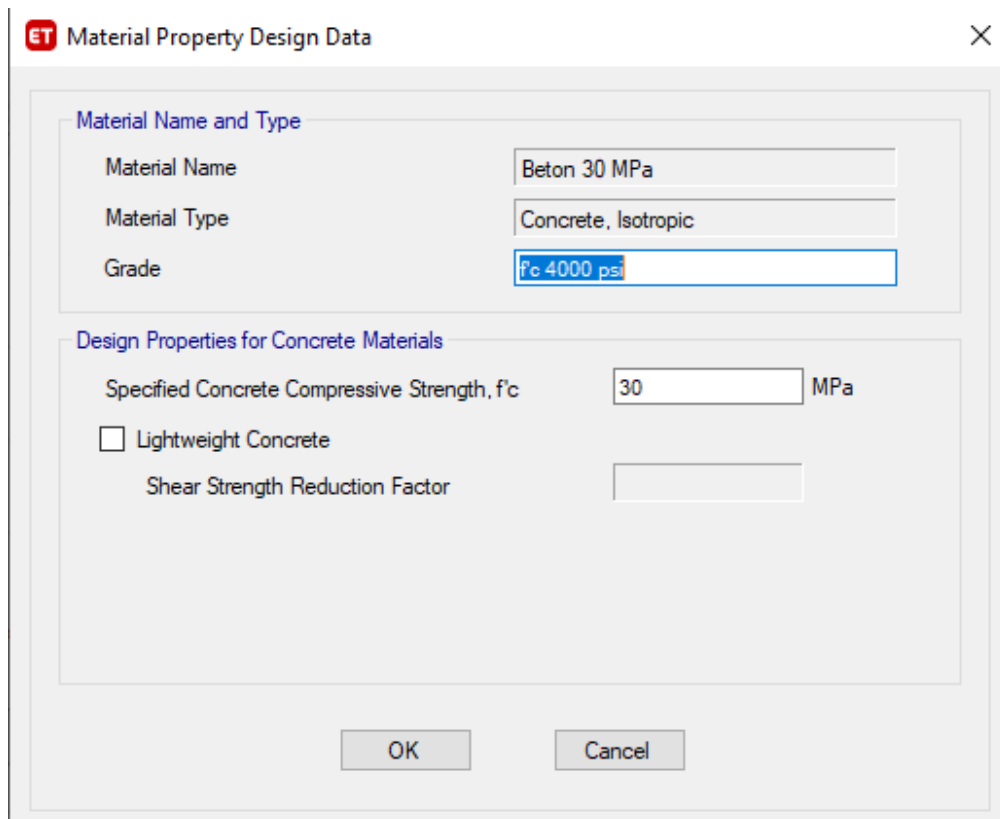 ET Material Property Design Data
Material Name and Type
Material Name Beton 30 MPa
Material Type Concrete, Isotropic
Grade f'c 4000 psi
Design Properties for Concrete Materials
Specified Concrete Compressive Strength, f'c 30 MPa
Lightweight Concrete
Shear Strength Reduction Factor
OK Cancel